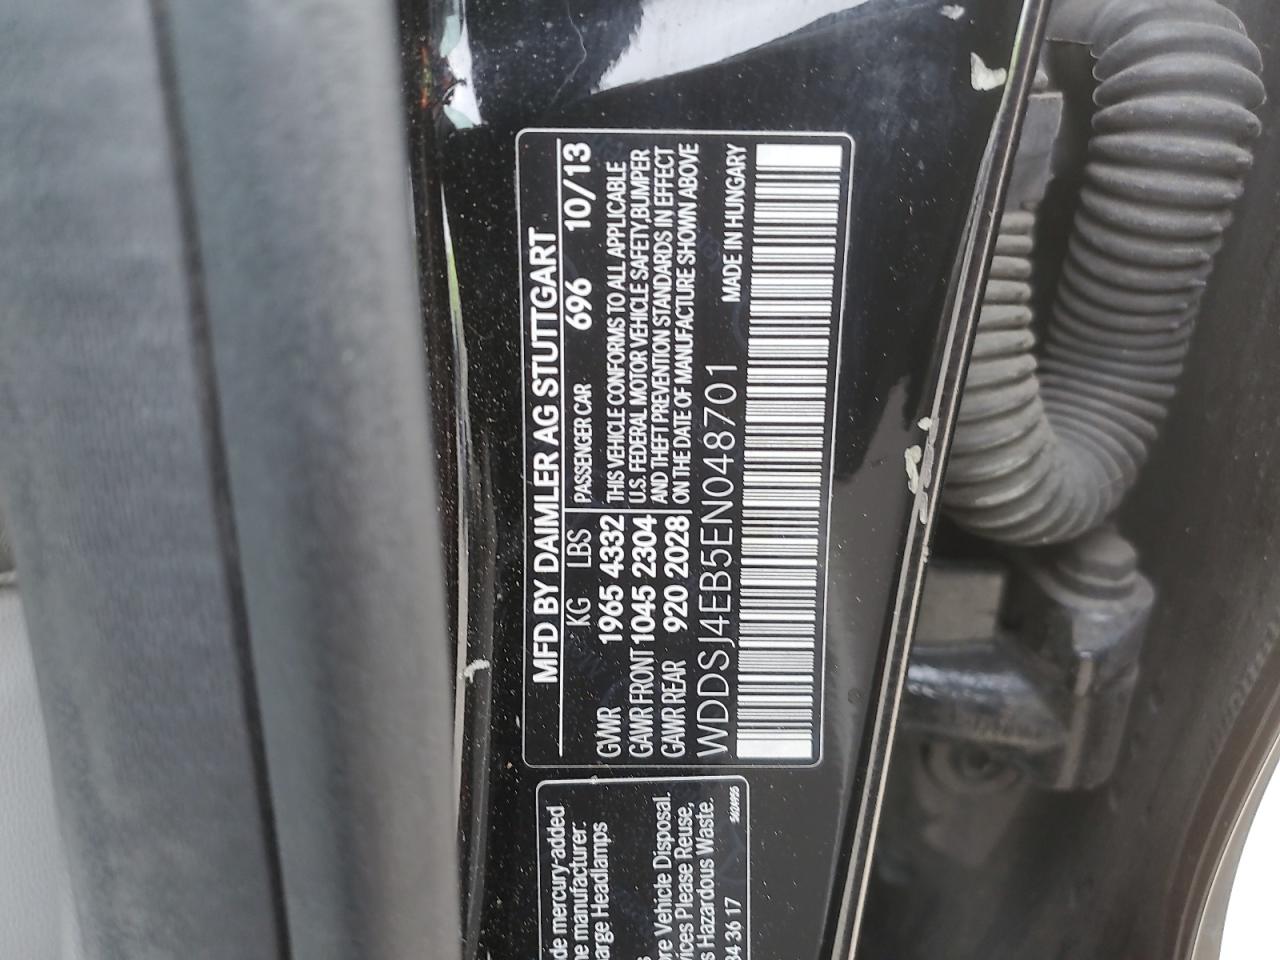 MFD BY DAIMLER AG STUTTGART
KG LBS PASSENGER CAR 696 10/13
GVWR 1965 4332 THIS VEHICLE CONFORMS TO ALL APPLICABLE
GAWR FRONT 1045 2304 U.S. FEDERAL MOTOR VEHICLE SAFETY,BUMPER
GAWR REAR 920 2028 AND THEFT PREVENTION STANDARDS IN EFFECT
ON THE DATE OF MANUFACTURE SHOWN ABOVE
WDDSJ4EB5EN048701 MADE IN HUNGARY
de mercury-added
ne manufacturer:
arge Headlamps
ore Vehicle Disposal.
vices Please Reuse,
s Hazardous Waste.
84 36 17